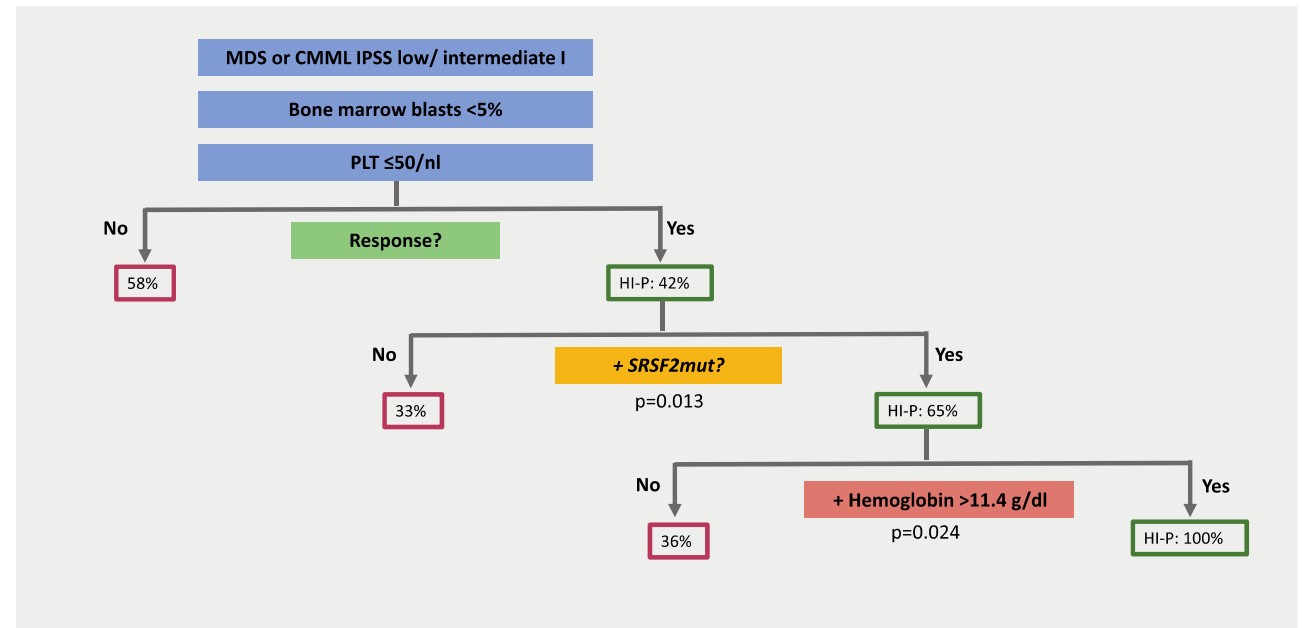 MDS or CMML IPSS low/ intermediate I
Bone marrow blasts <5%
PLT ≤50/nl
No
Response?
Yes
58%
HI-P: 42%
No
+ SRSF2mut?
Yes
p=0.013
33%
HI-P: 65%
No
+ Hemoglobin >11.4 g/dl
Yes
p=0.024
36%
HI-P: 100%